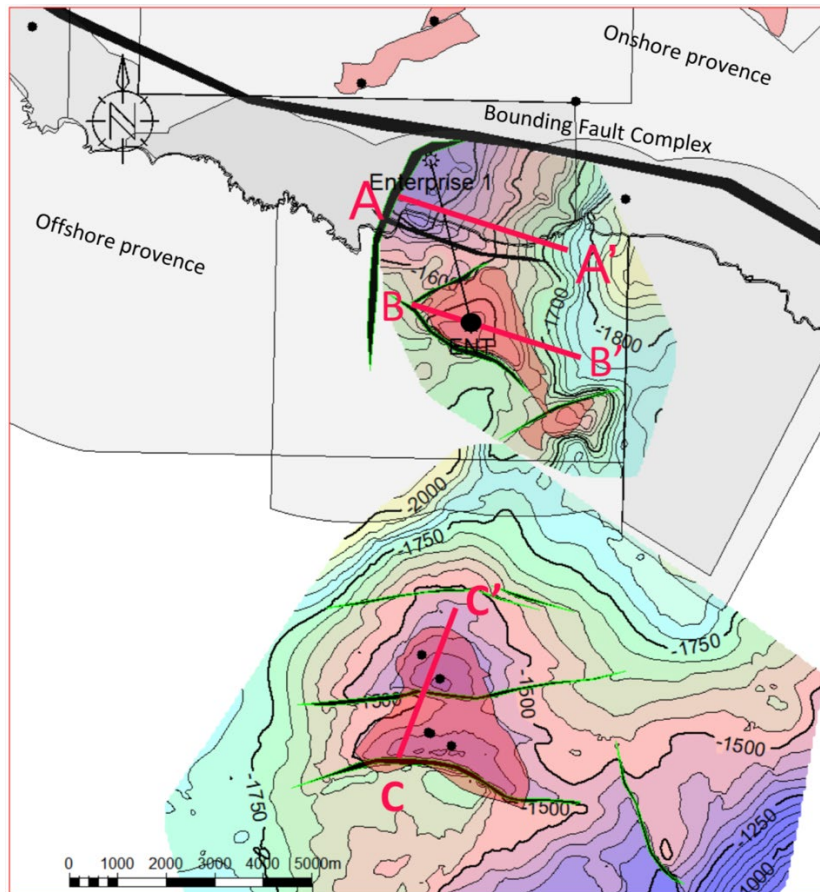 Onshore provence
Bounding Fault Complex
N
Enterprise 1
A
Offshore provence
A'
-1600
-1700
B
-1800
ENT
B'
-2000
-1750
C'
-1750
-1500
-1500
-1500
C
-1500
-1750
-1250
0 1000 2000 3000 4000 5000m